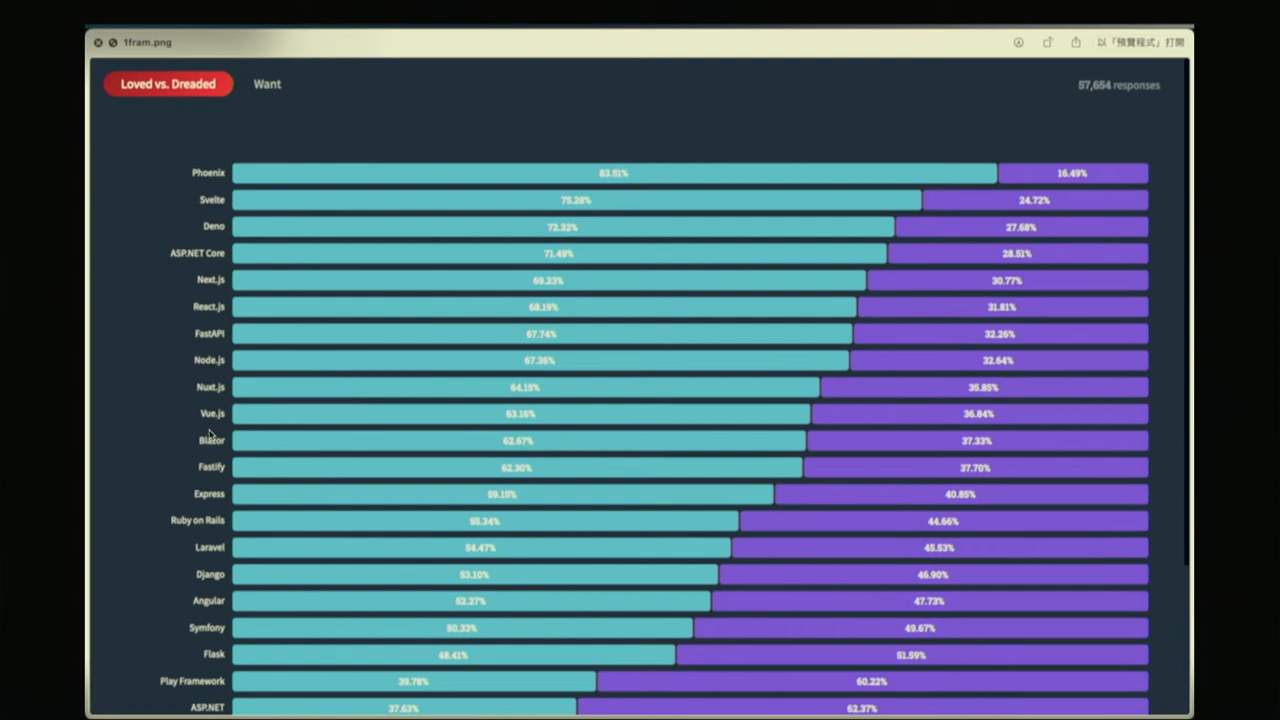 1fram.png
以「預覽程式」打開
Loved vs. Dreaded
Want
57,654 responses
Phoenix 83.51% 16.49%
Svelte 75.28% 24.72%
Deno 72.32% 27.68%
ASP.NET Core 71.49% 28.51%
Next.js 69.23% 30.77%
React.js 68.19% 31.81%
FastAPI 67.74% 32.26%
Node.js 67.36% 32.64%
Nuxt.js 64.15% 35.85%
Vue.js 63.16% 36.84%
Blazor 62.67% 37.33%
Fastify 62.30% 37.70%
Express 59.15% 40.85%
Ruby on Rails 55.34% 44.66%
Laravel 54.47% 45.53%
Django 53.10% 46.90%
Angular 52.27% 47.73%
Symfony 50.33% 49.67%
Flask 48.41% 51.59%
Play Framework 39.78% 60.22%
ASP.NET 37.63% 62.37%